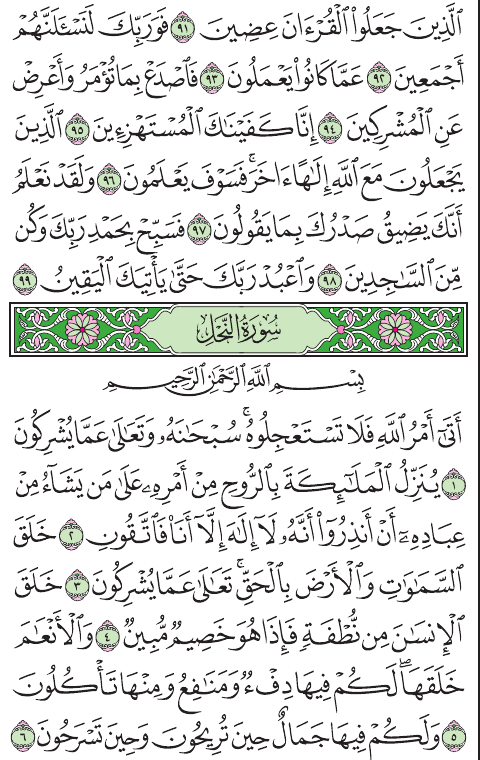 ٱلَّذِينَ جَعَلُوا۟ ٱلْقُرْءَانَ عِضِينَ ٩١ فَوَرَبِّكَ لَنَسْـَٔلَنَّهُمْ
أَجْمَعِينَ ٩٢ عَمَّا كَانُوا۟ يَعْمَلُونَ ٩٣ فَٱصْدَعْ بِمَا تُؤْمَرُ وَأَعْرِضْ
عَنِ ٱلْمُشْرِكِينَ ٩٤ إِنَّا كَفَيْنَـٰكَ ٱلْمُسْتَهْزِءِينَ ٩٥ ٱلَّذِينَ
يَجْعَلُونَ مَعَ ٱللَّهِ إِلَـٰهًا ءَاخَرَ ۚ فَسَوْفَ يَعْلَمُونَ ٩٦ وَلَقَدْ نَعْلَمُ
أَنَّكَ يَضِيقُ صَدْرُكَ بِمَا يَقُولُونَ ٩٧ فَسَبِّحْ بِحَمْدِ رَبِّكَ وَكُن
مِّنَ ٱلسَّـٰجِدِينَ ٩٨ وَٱعْبُدْ رَبَّكَ حَتَّىٰ يَأْتِيَكَ ٱلْيَقِينُ ٩٩
سُورَةُ النَّحْلِ
بِسْمِ ٱللَّهِ ٱلرَّحْمَـٰنِ ٱلرَّحِيمِ
أَتَىٰٓ أَمْرُ ٱللَّهِ فَلَا تَسْتَعْجِلُوهُ ۚ سُبْحَـٰنَهُۥ وَتَعَـٰلَىٰ عَمَّا يُشْرِكُونَ
١ يُنَزِّلُ ٱلْمَلَـٰٓئِكَةَ بِٱلرُّوحِ مِنْ أَمْرِهِۦ عَلَىٰ مَن يَشَآءُ مِنْ
عِبَادِهِۦٓ أَنْ أَنذِرُوٓا۟ أَنَّهُۥ لَآ إِلَـٰهَ إِلَّآ أَنَا۠ فَٱتَّقُونِ ٢ خَلَقَ
ٱلسَّمَـٰوَٰتِ وَٱلْأَرْضَ بِٱلْحَقِّ ۚ تَعَـٰلَىٰ عَمَّا يُشْرِكُونَ ٣ خَلَقَ
ٱلْإِنسَـٰنَ مِن نُّطْفَةٍ فَإِذَا هُوَ خَصِيمٌ مُّبِينٌ ٤ وَٱلْأَنْعَـٰمَ
خَلَقَهَا ۗ لَكُمْ فِيهَا دِفْءٌ وَمَنَـٰفِعُ وَمِنْهَا تَأْكُلُونَ
٥ وَلَكُمْ فِيهَا جَمَالٌ حِينَ تُرِيحُونَ وَحِينَ تَسْرَحُونَ ٦